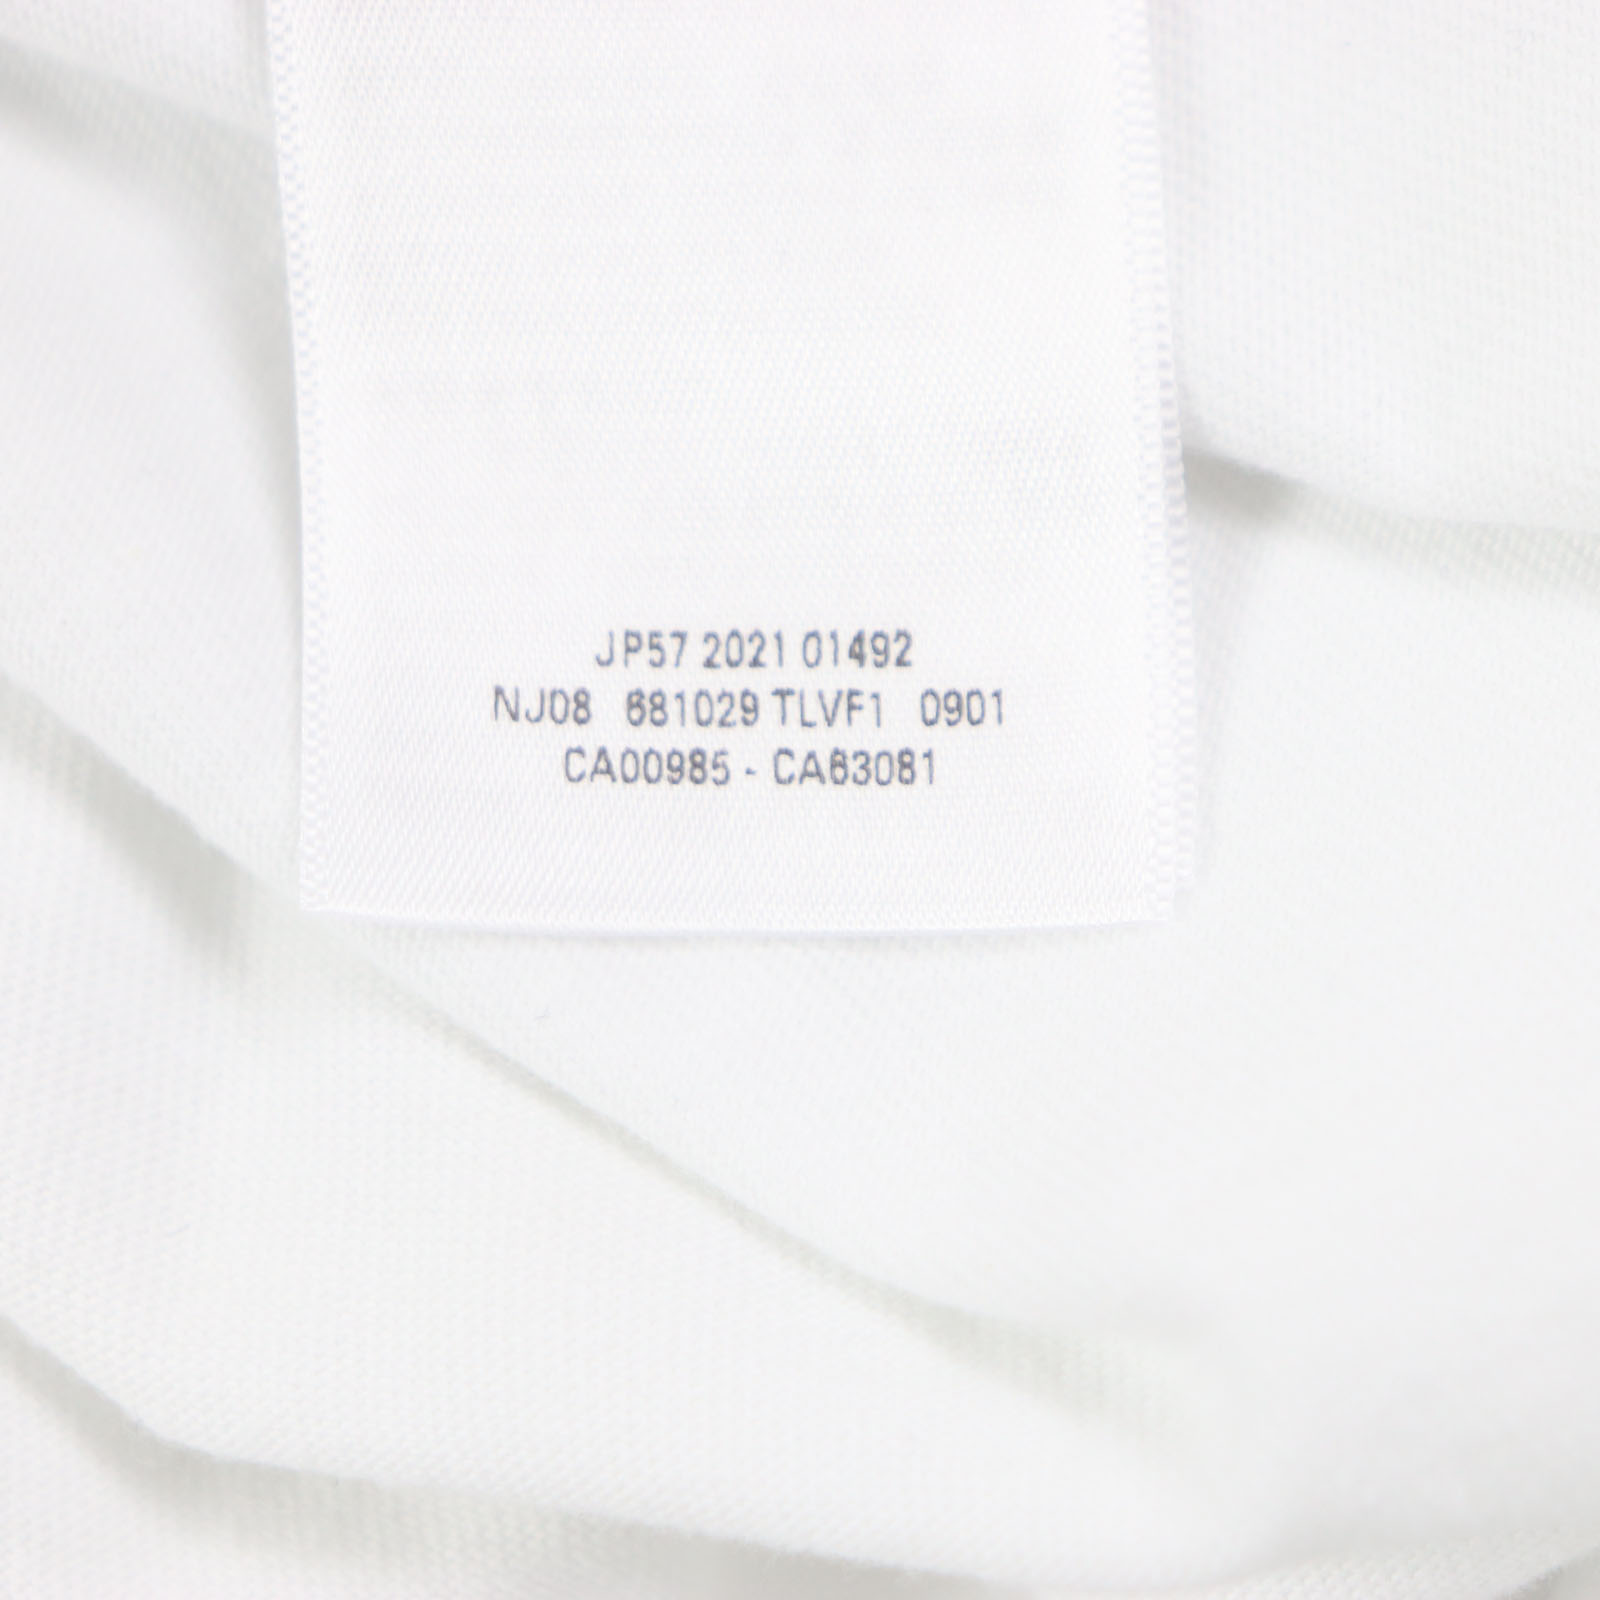 JP57 2021 01492
NJ08 681029 TLVF1 0901
CA00985 - CA63081